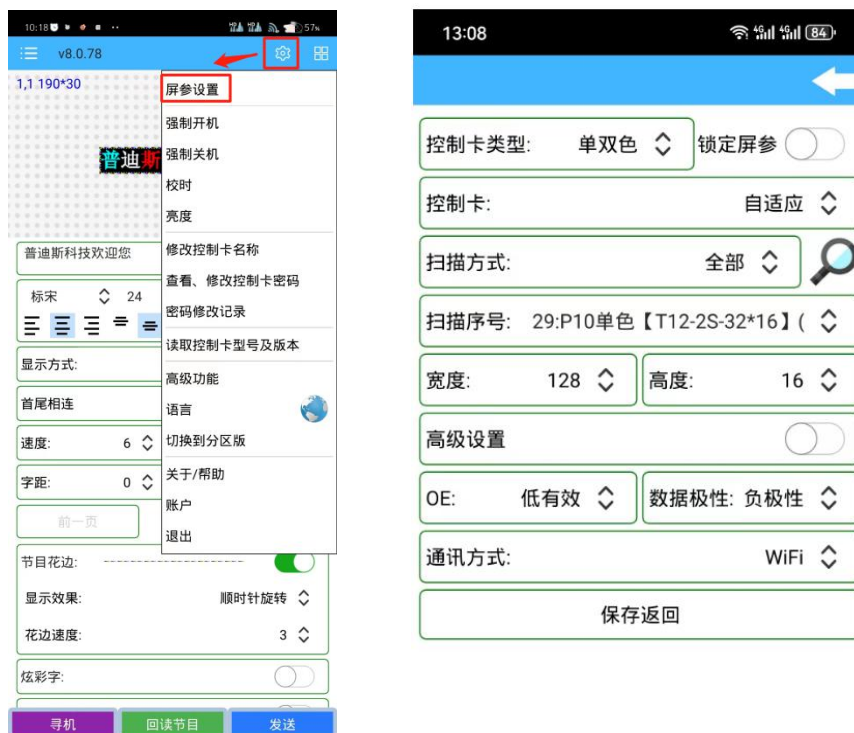 10:18
57%
v8.0.78
1,1 190*30
普迪斯
普迪斯科技欢迎您
标宋
24
显示方式:
首尾相连
速度:
6
字距:
0
前一页
节目花边:
显示效果:
顺时针旋转
花边速度:
3
炫彩字:
寻机
回读节目
发送
屏参设置
强制开机
强制关机
校时
亮度
修改控制卡名称
查看、修改控制卡密码
密码修改记录
读取控制卡型号及版本
高级功能
语言
切换到分区版
关于/帮助
账户
退出
13:08
4G 4G 84
控制卡类型: 单双色 锁定屏参
控制卡: 自适应
扫描方式: 全部
扫描序号: 29:P10单色【T12-2S-32*16】(
宽度: 128 高度: 16
高级设置
OE: 低有效 数据极性: 负极性
通讯方式: WiFi
保存返回